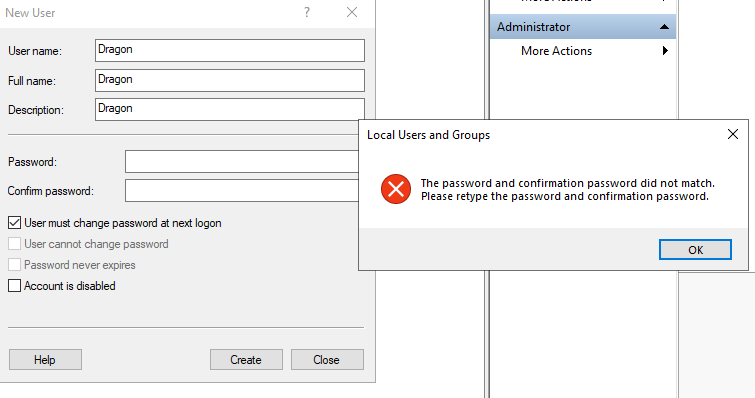 New User
?
User name:
Dragon
Full name:
Dragon
Description:
Dragon
Password:
Confirm password:
User must change password at next logon
User cannot change password
Password never expires
Account is disabled
Help
Create
Close
More Actions
Administrator
More Actions
Local Users and Groups
The password and confirmation password did not match.
Please retype the password and confirmation password.
OK